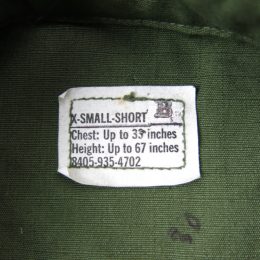 X-SMALL-SHORT
Chest: Up to 33 inches
Height: Up to 67 inches
8405-935-4702